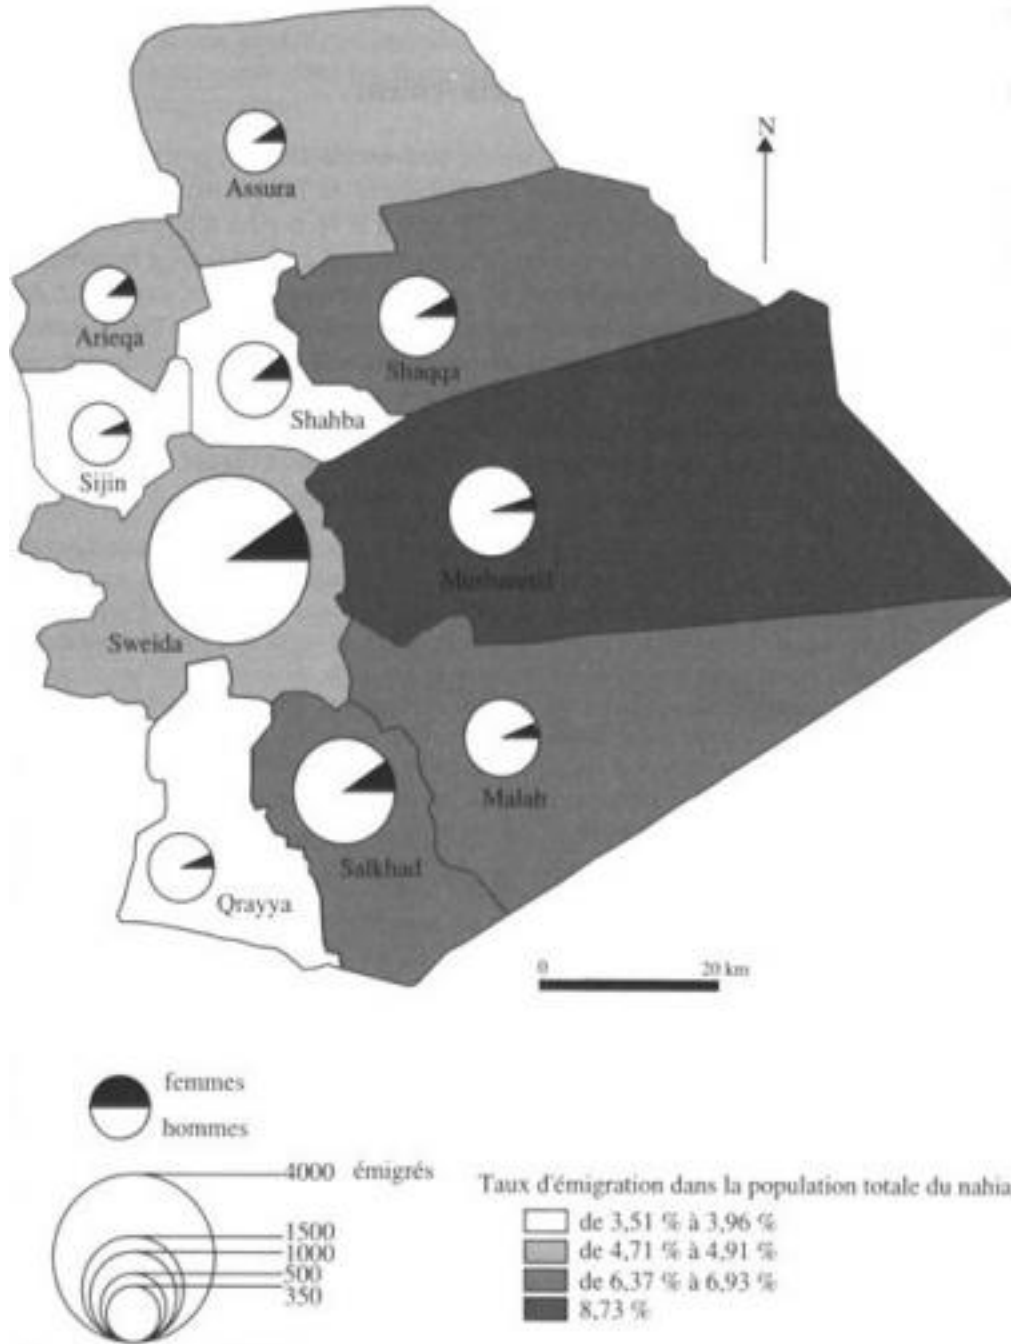 N
Assura
Arieqa
Shaqqa
Shahba
Sijin
Sweida
Malah
Salkhad
Qrayya
0 20 km
femmes
hommes
4000 émigrés
1500
1000
500
350
Taux d'émigration dans la population totale du nahia
de 3,51 % à 3,96 %
de 4,71 % à 4,91 %
de 6,37 % à 6,93 %
8,73 %